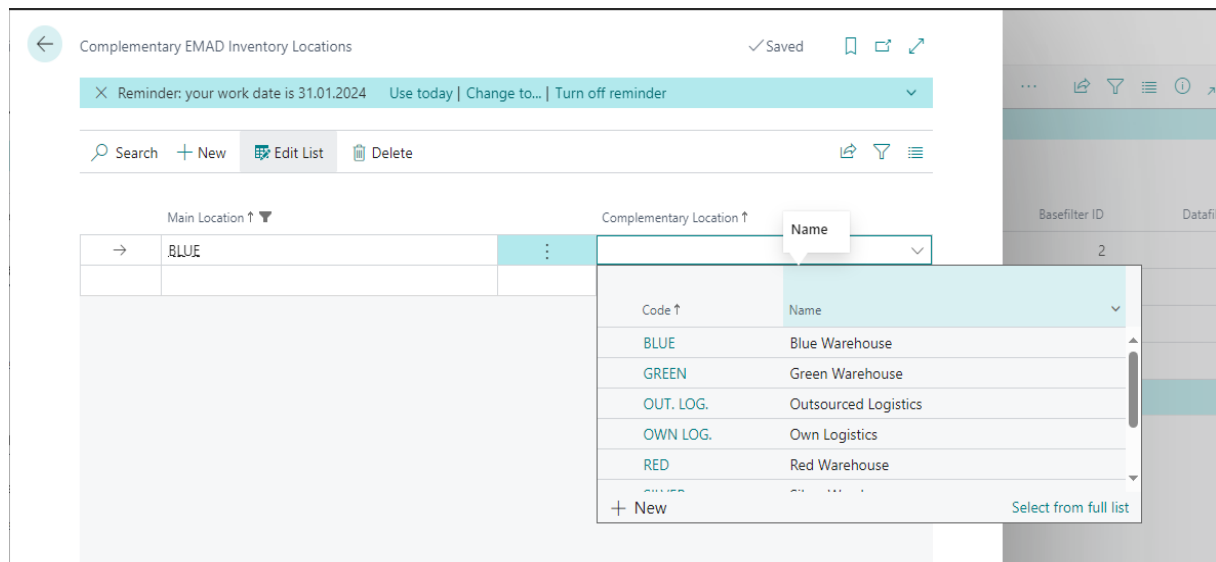 Complementary EMAD Inventory Locations
Saved
Reminder: your work date is 31.01.2024 Use today | Change to... | Turn off reminder
Search New Edit List Delete
Main Location Complementary Location
Name
Basefilter ID
BLUE
2
Code Name
BLUE Blue Warehouse
GREEN Green Warehouse
OUT. LOG. Outsourced Logistics
OWN LOG. Own Logistics
RED Red Warehouse
New Select from full list